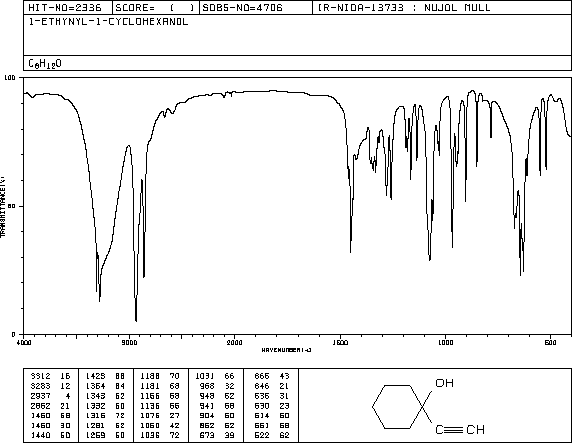 HIT-NO=2336 SCORE= ( ) SDBS-NO=4706 IR-NIDA-13733 : NUJOL MULL
1-ETHYNYL-1-CYCLOHEXANOL
C8H12O
100
50
0
TRANSMITTANCE(%)
4000 3000 2000 1500 1000 500
WAVENUMBER(-1)
3312 16 1423 88 1188 70 1031 66 666 43
3283 12 1364 84 1181 68 968 32 646 21
2937 4 1343 62 1166 68 948 62 636 31
2862 21 1332 60 1136 66 941 68 630 23
1460 68 1316 72 1076 27 904 60 614 60
1460 30 1281 62 1060 42 862 62 661 68
1440 60 1269 60 1036 72 673 39 622 62
OH
C≡CH